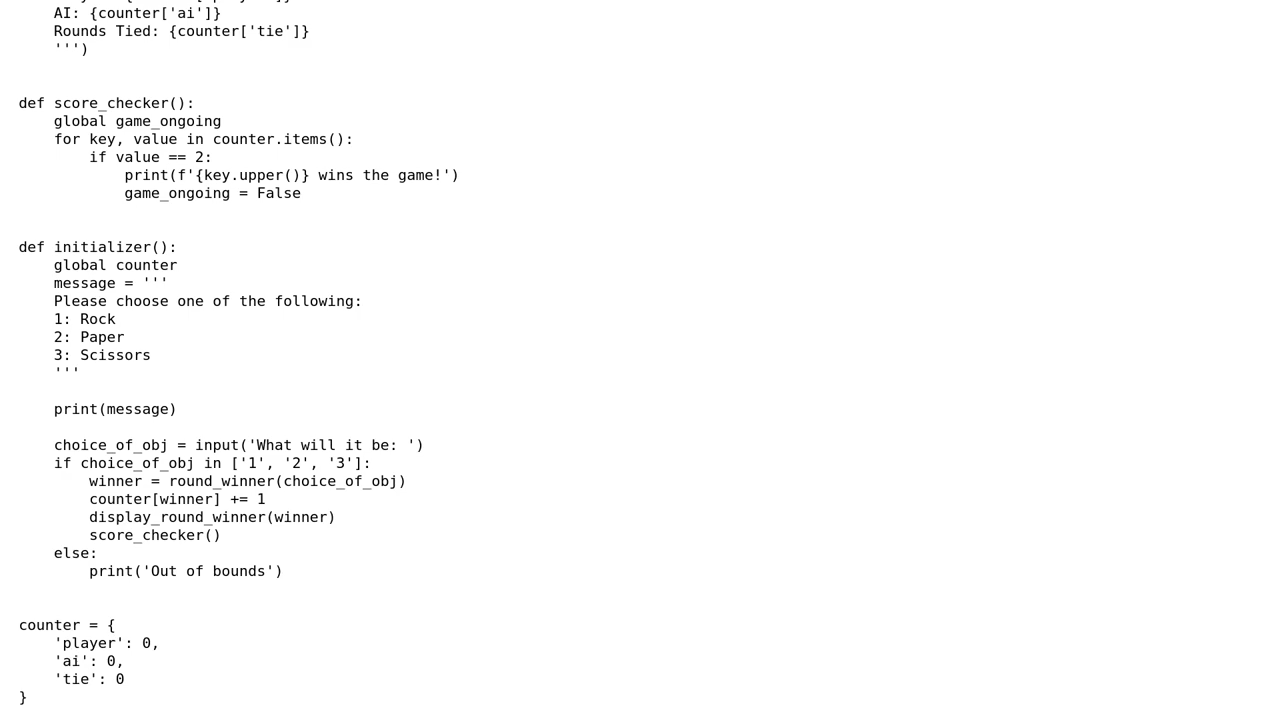 AI: {counter['ai']}
    Rounds Tied: {counter['tie']}
    ''')
def score_checker():
    global game_ongoing
    for key, value in counter.items():
        if value == 2:
            print(f'{key.upper()} wins the game!')
            game_ongoing = False
def initializer():
    global counter
    message = '''
    Please choose one of the following:
    1: Rock
    2: Paper
    3: Scissors
    '''
    print(message)
    choice_of_obj = input('What will it be: ')
    if choice_of_obj in ['1', '2', '3']:
        winner = round_winner(choice_of_obj)
        counter[winner] += 1
        display_round_winner(winner)
        score_checker()
    else:
        print('Out of bounds')
counter = {
    'player': 0,
    'ai': 0,
    'tie': 0
}